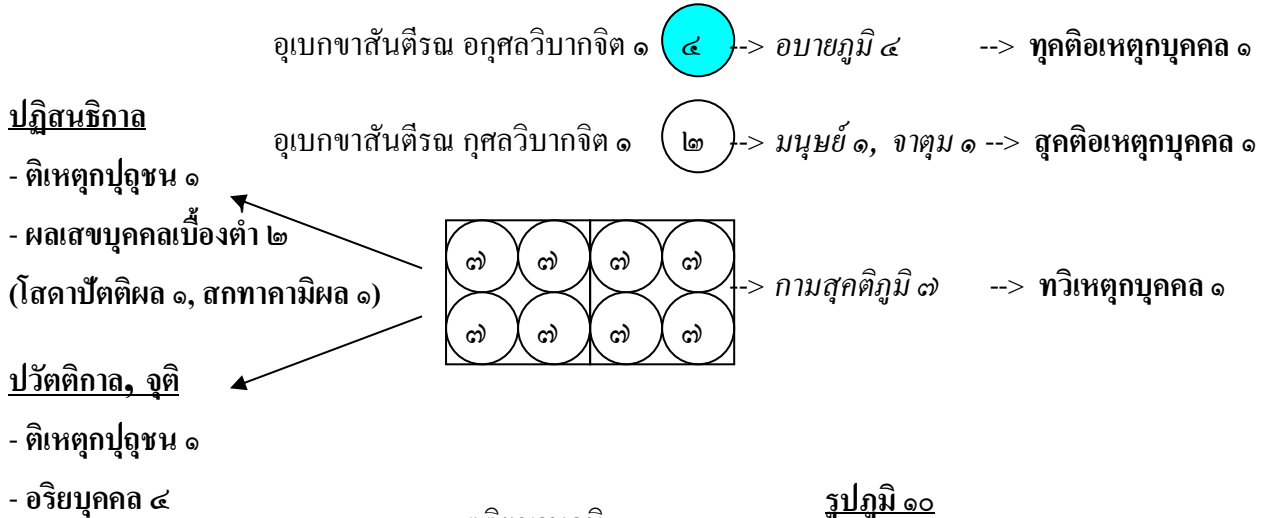 อุเบกขาสันตีรณ อกุศลวิบากจิต ๑ ๔ --> อบายภูมิ ๔ --> ทุคติอเหตุกบุคคล ๑
ปฏิสนธิกาล
อุเบกขาสันตีรณ กุศลวิบากจิต ๑ ๒ --> มนุษย์ ๑, จาตุม ๑ --> สุคติอเหตุกบุคคล ๑
- ติเหตุกปุถุชน ๑
- ผลเสขบุคคลเบื้องต่ำ ๒
๗ ๗ ๗ ๗
(โสดาปัตติผล ๑, สกทาคามิผล ๑)
--> กามสุคติภูมิ ๗ --> ทวิเหตุกบุคคล ๑
๗ ๗ ๗ ๗
ปวัตติกาล, จุติ
- ติเหตุกปุถุชน ๑
- อริยบุคคล ๔
รูปภูมิ ๑๐